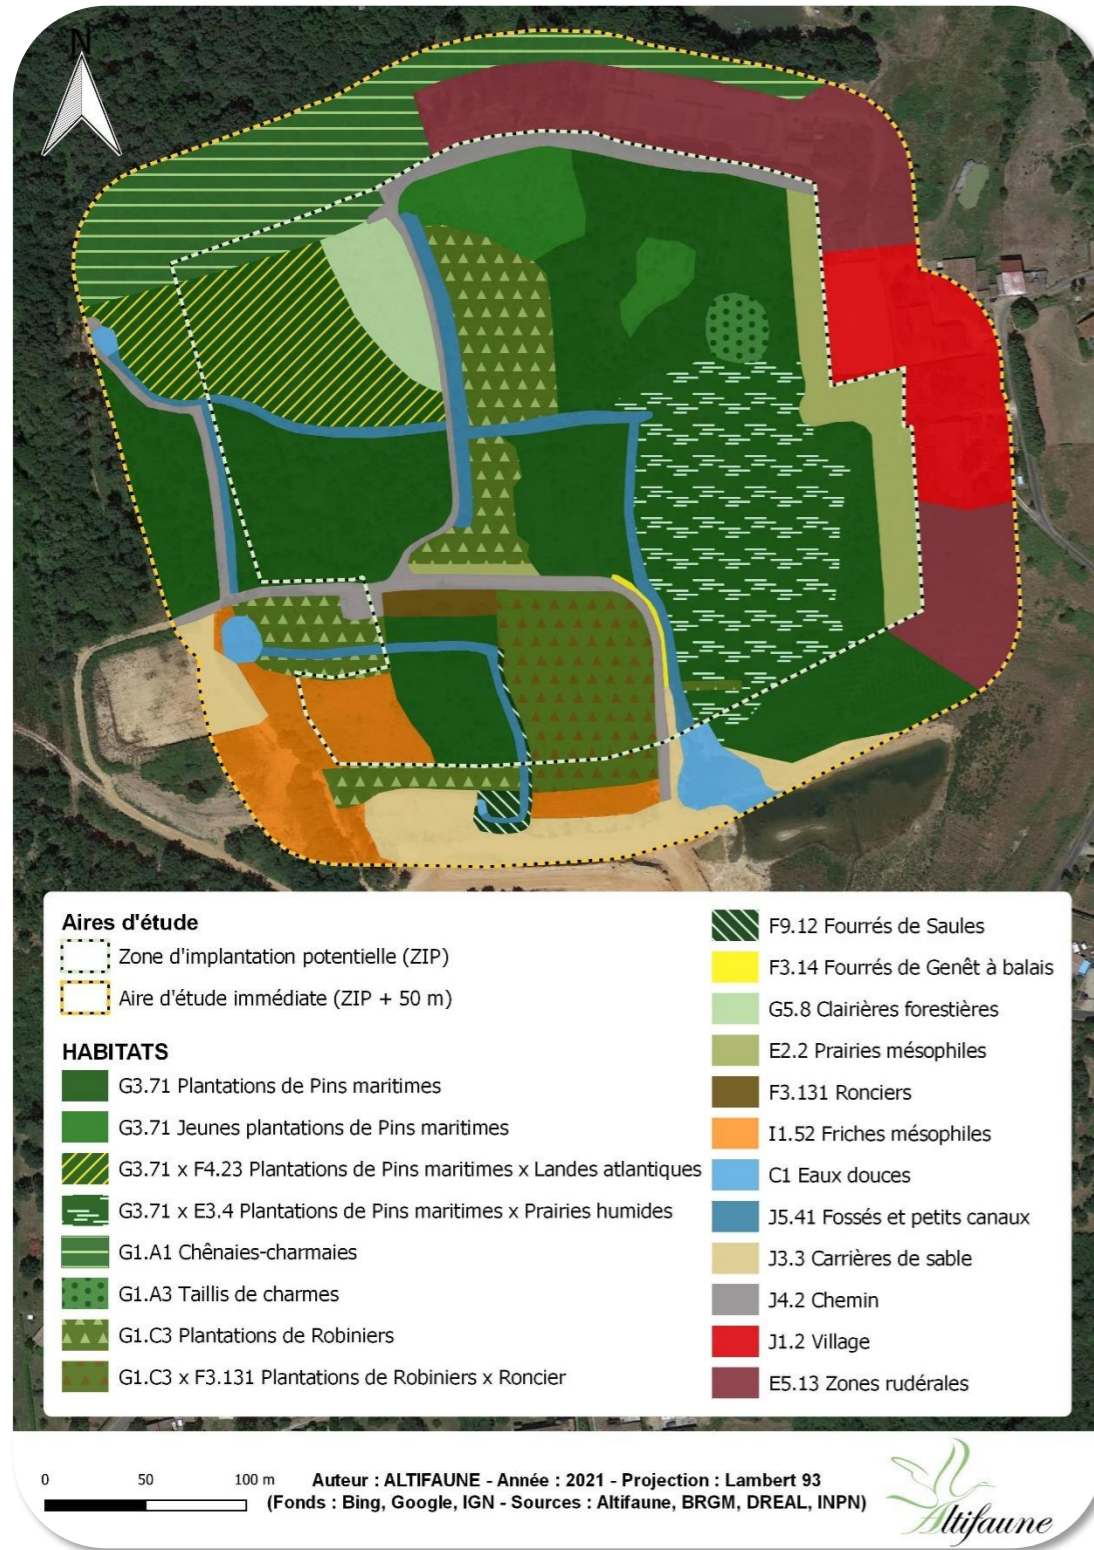 N
Aires d'étude
Zone d'implantation potentielle (ZIP)
Aire d'étude immédiate (ZIP + 50 m)
HABITATS
G3.71 Plantations de Pins maritimes
G3.71 Jeunes plantations de Pins maritimes
G3.71 x F4.23 Plantations de Pins maritimes x Landes atlantiques
G3.71 x E3.4 Plantations de Pins maritimes x Prairies humides
G1.A1 Chênaies-charmaies
G1.A3 Taillis de charmes
G1.C3 Plantations de Robiniers
G1.C3 x F3.131 Plantations de Robiniers x Roncier
F9.12 Fourrés de Saules
F3.14 Fourrés de Genêt à balais
G5.8 Clairières forestières
E2.2 Prairies mésophiles
F3.131 Ronciers
I1.52 Friches mésophiles
C1 Eaux douces
J5.41 Fossés et petits canaux
J3.3 Carrières de sable
J4.2 Chemin
J1.2 Village
E5.13 Zones rudérales
0 50 100 m
Auteur : ALTIFAUNE - Année : 2021 - Projection : Lambert 93
(Fonds : Bing, Google, IGN - Sources : Altifaune, BRGM, DREAL, INPN)
Altifaune